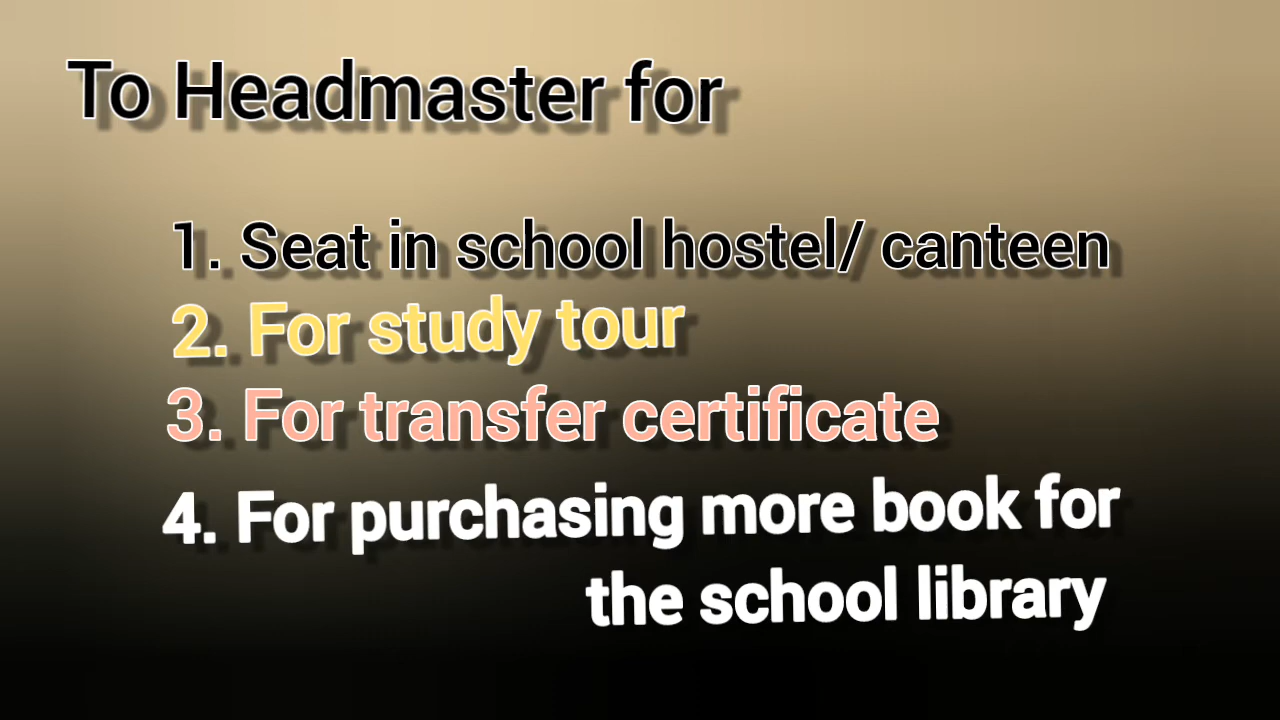 To Headmaster for
1. Seat in school hostel/ canteen
2. For study tour
3. For transfer certificate
4. For purchasing more book for
the school library